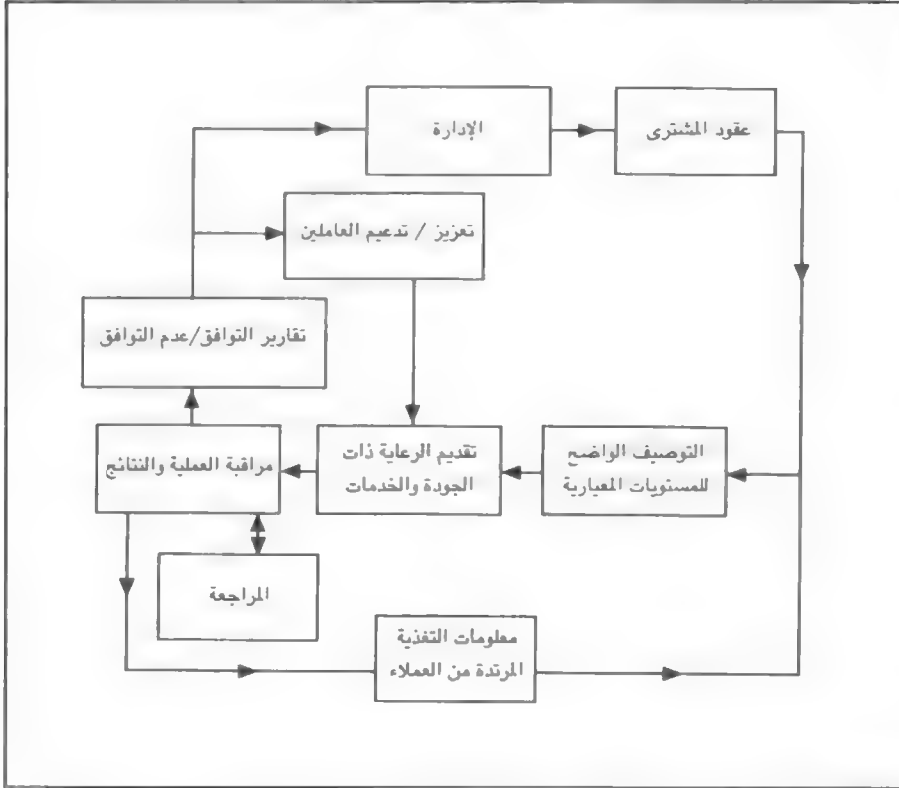 الإدارة
عقود المشترى
تعزيز / تدعيم العاملين
تقارير التوافق/عدم التوافق
التوصيف الواضح
للمستويات المعيارية
تقديم الرعاية ذات
الجودة والخدمات
مراقبة العملية والنتائج
المراجعة
معلومات التغذية
المرتدة من العملاء